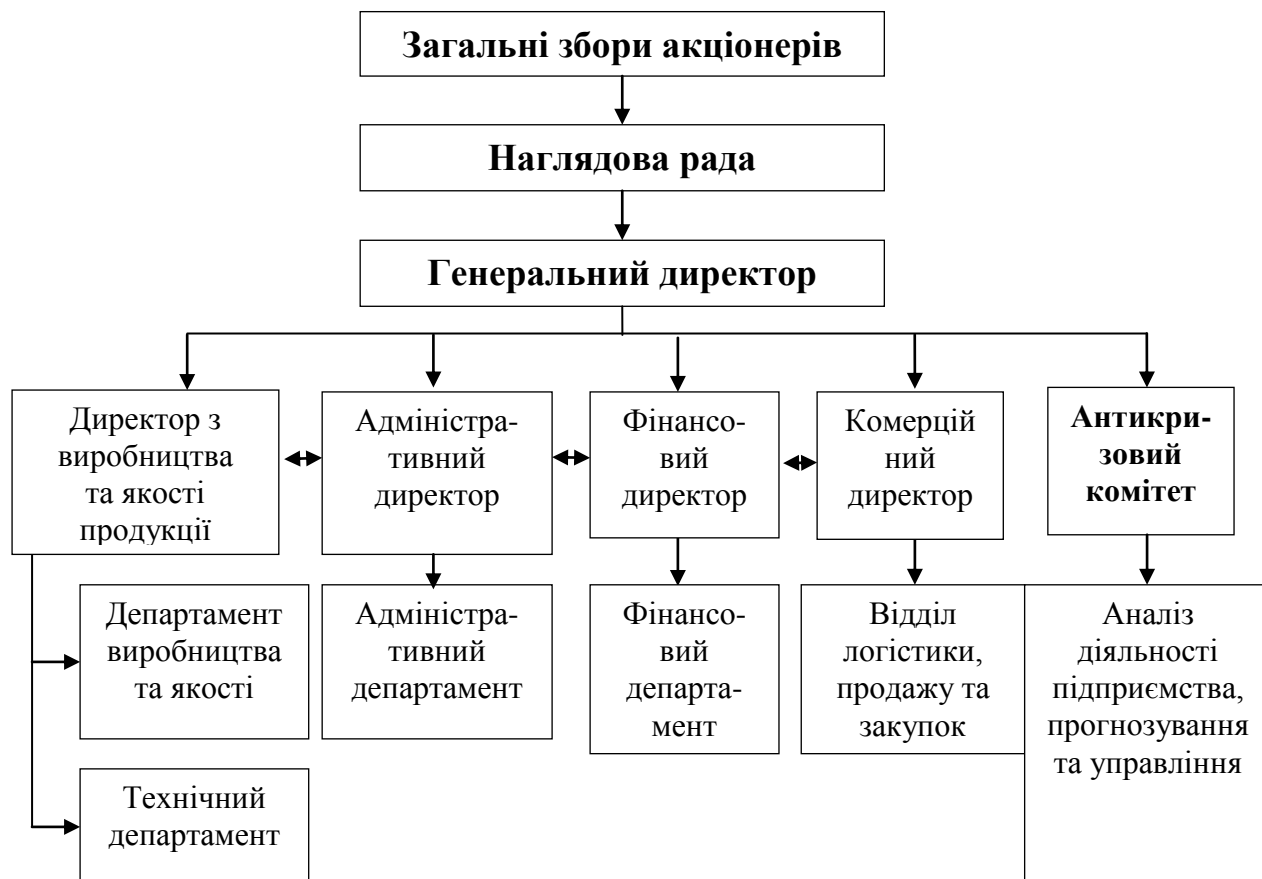 Загальні збори акціонерів
Наглядова рада
Генеральний директор
Директор з
виробництва
та якості
продукції
Адміністра-
тивний
директор
Фінансо-
вий
директор
Комерцій
ний
директор
Антикри-
зовий
комітет
Департамент
виробництва
та якості
Адміністра-
тивний
департамент
Фінансо-
вий
департа-
мент
Відділ
логістики,
продажу та
закупок
Аналіз
діяльності
підприємства,
прогнозування
та управління
Технічний
департамент